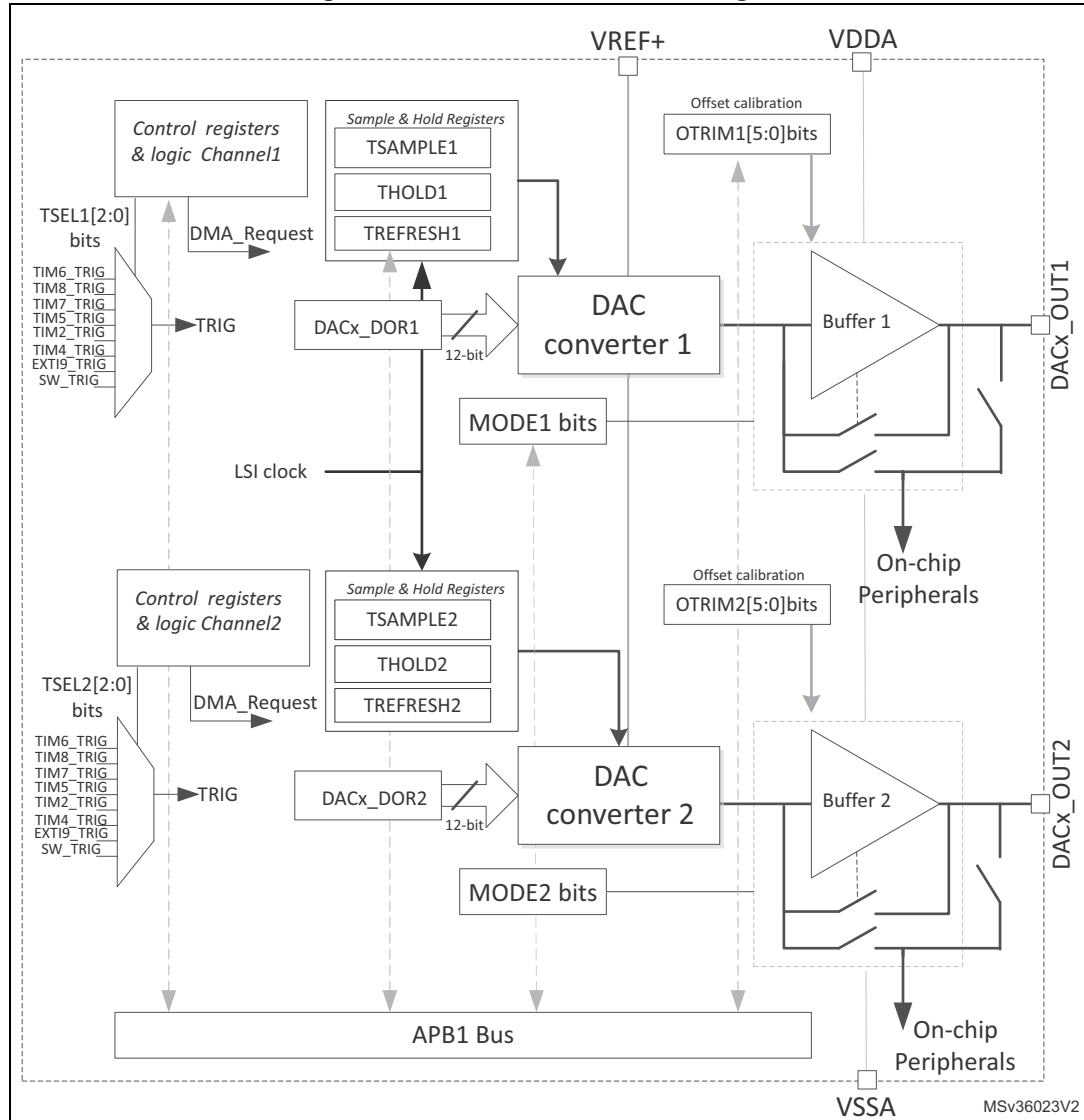 VREF+
VDDA
Control registers
& logic Channel1
Sample & Hold Registers
TSAMPLE1
THOLD1
TREFRESH1
Offset calibration
OTRIM1[5:0]bits
TSEL1[2:0]
bits
DMA_Request
TIM6_TRIG
TIM8_TRIG
TIM7_TRIG
TIM5_TRIG
TIM2_TRIG
TIM4_TRIG
EXTI9_TRIG
SW_TRIG
TRIG
DACx_DOR1
12-bit
DAC
converter 1
Buffer 1
DACx_OUT1
MODE1 bits
LSI clock
On-chip
Peripherals
Control registers
& logic Channel2
Sample & Hold Registers
TSAMPLE2
THOLD2
TREFRESH2
Offset calibration
OTRIM2[5:0]bits
TSEL2[2:0]
bits
DMA_Request
TIM6_TRIG
TIM8_TRIG
TIM7_TRIG
TIM5_TRIG
TIM2_TRIG
TIM4_TRIG
EXTI9_TRIG
SW_TRIG
TRIG
DACx_DOR2
12-bit
DAC
converter 2
Buffer 2
DACx_OUT2
MODE2 bits
APB1 Bus
On-chip
Peripherals
VSSA
MSv36023V2